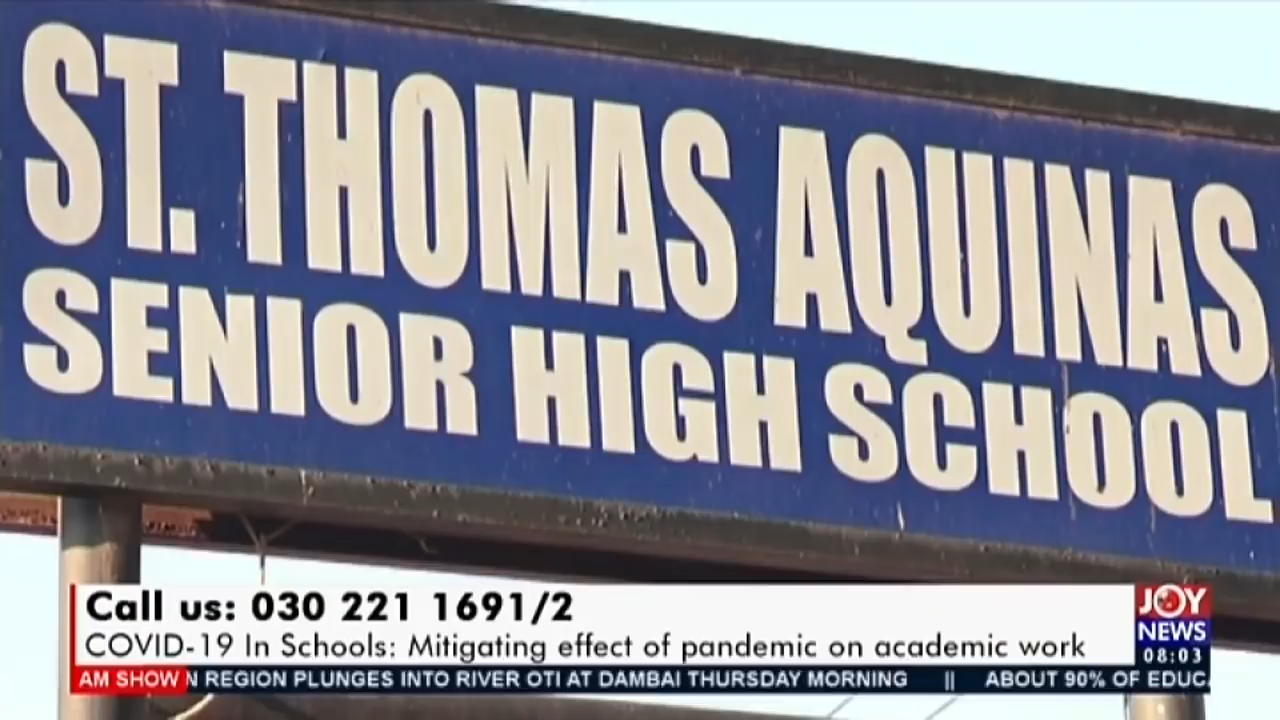 ST. THOMAS AQUINAS
SENIOR HIGH SCHOOL
Call us: 030 221 1691/2
COVID-19 In Schools: Mitigating effect of pandemic on academic work
JOY
NEWS
08:03
AM SHOW N REGION PLUNGES INTO RIVER OTI AT DAMBAI THURSDAY MORNING || ABOUT 90% OF EDUC